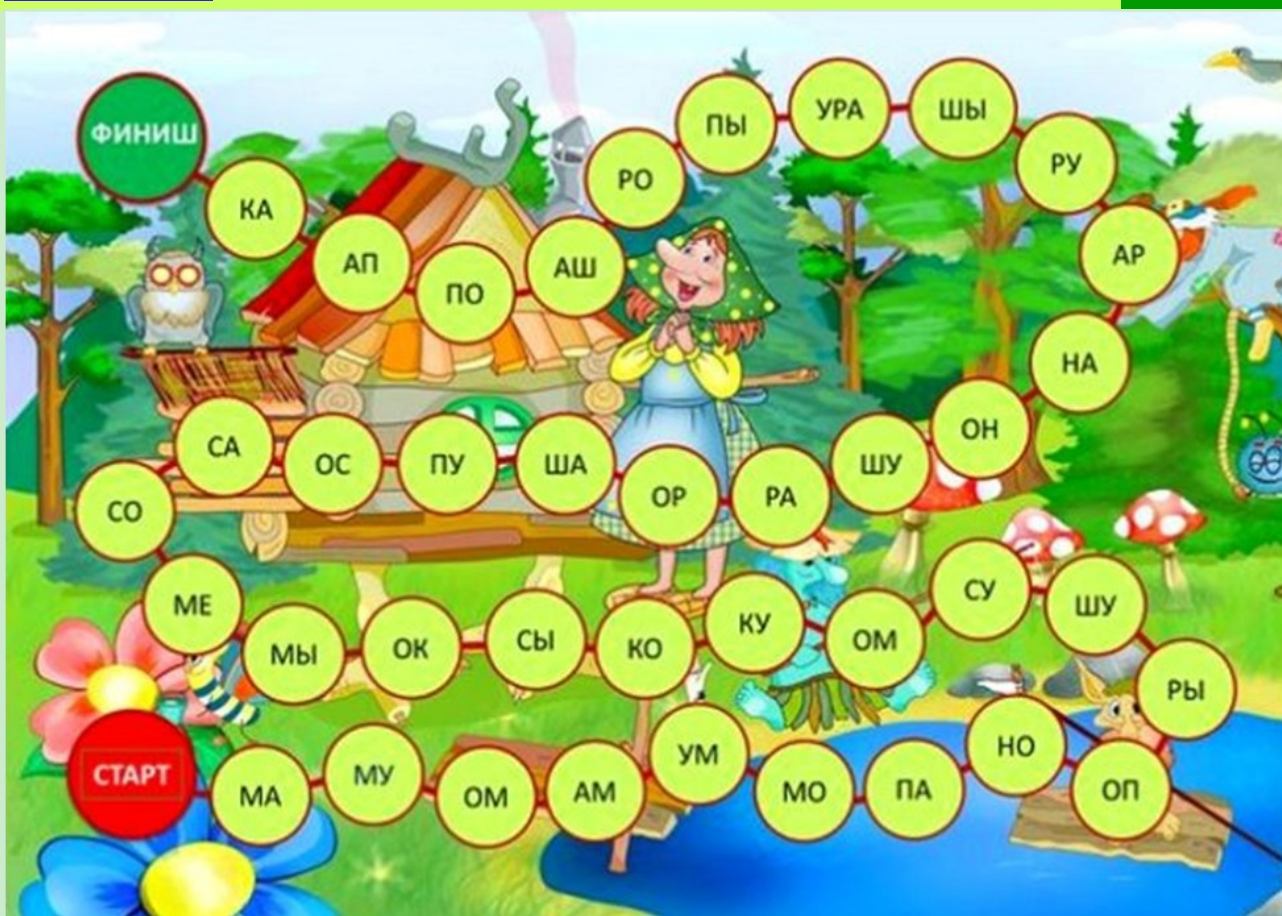 СТАРТ
МА
МУ
ОМ
АМ
УМ
МО
ПА
НО
ОП
РЫ
ШУ
СУ
ОМ
КУ
КО
СЫ
ОК
МЫ
МЕ
СО
СА
ОС
ПУ
ША
ОР
РА
ШУ
ОН
НА
АР
РУ
ШЫ
УРА
ПЫ
РО
АШ
ПО
АП
КА
ФИНИШ